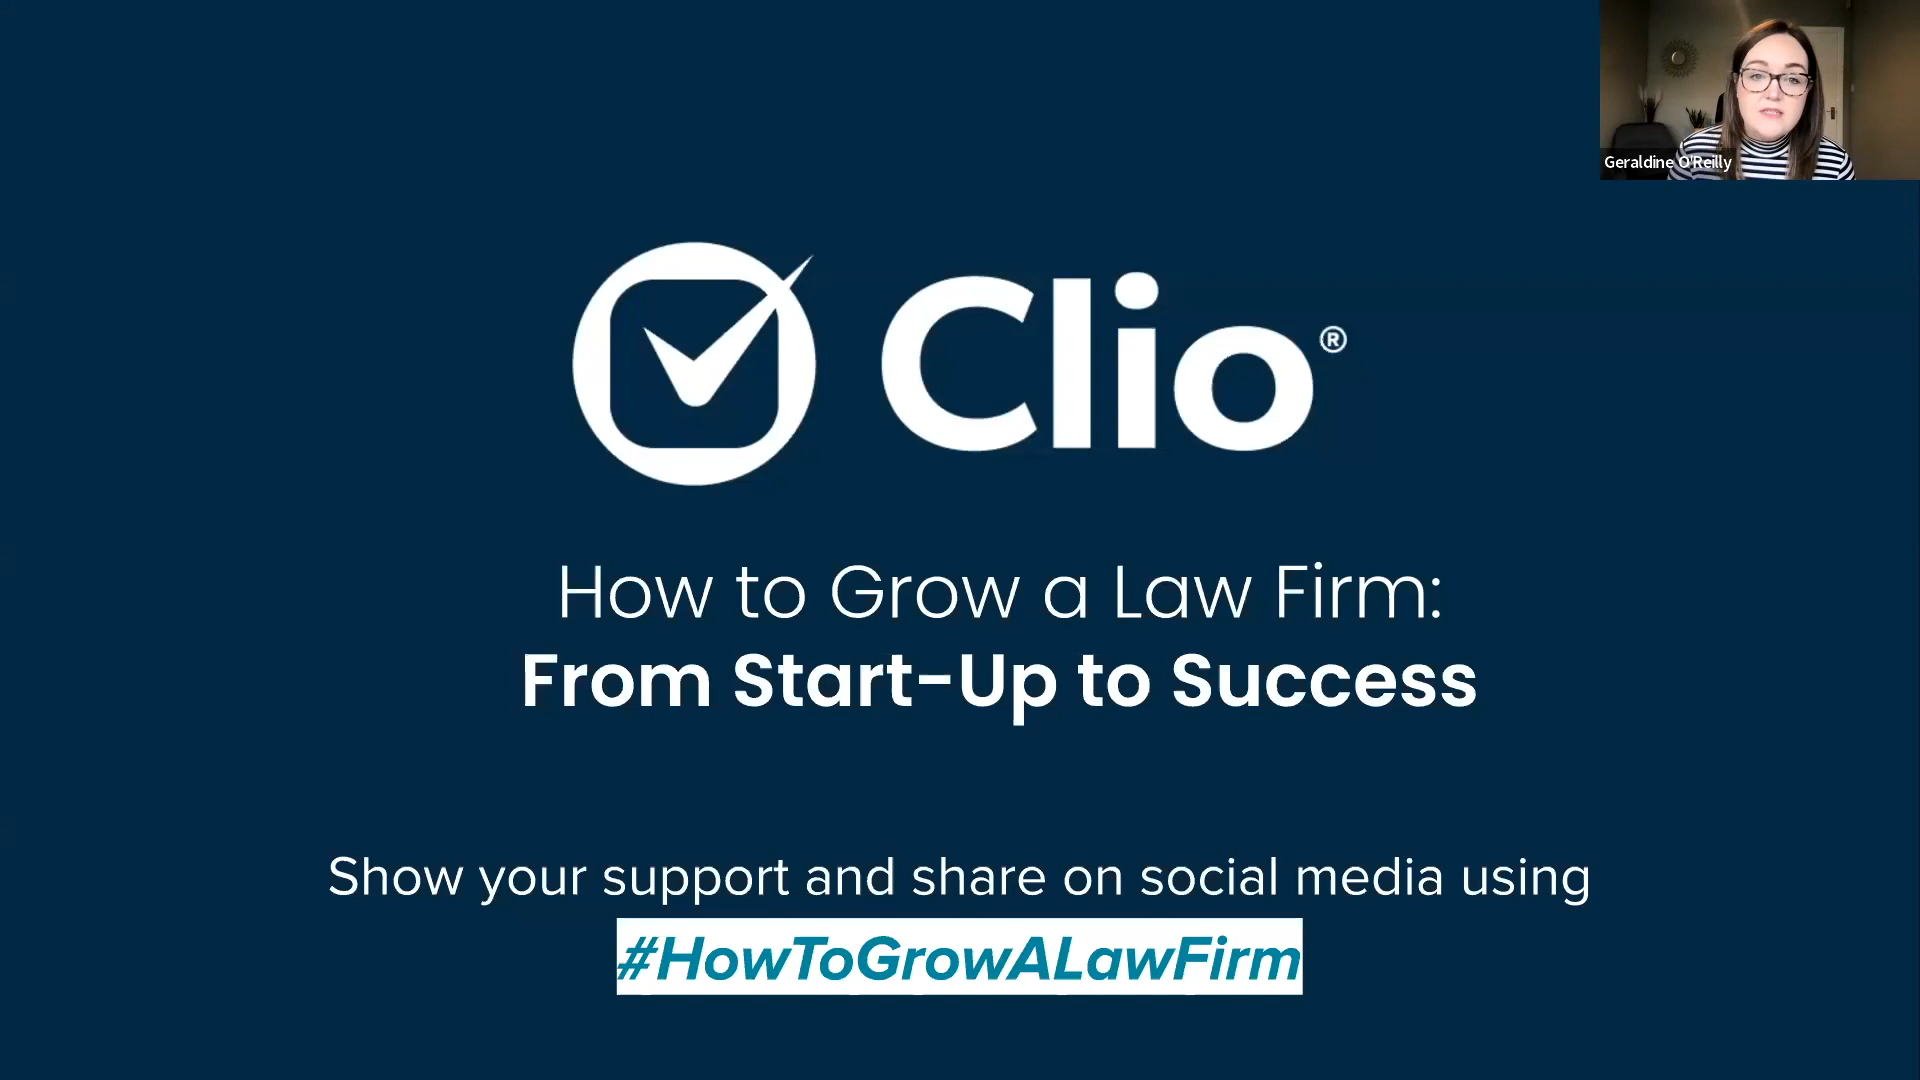 Geraldine O'Reilly
Clio®
How to Grow a Law Firm:
From Start-Up to Success
Show your support and share on social media using
#HowToGrowALawFirm